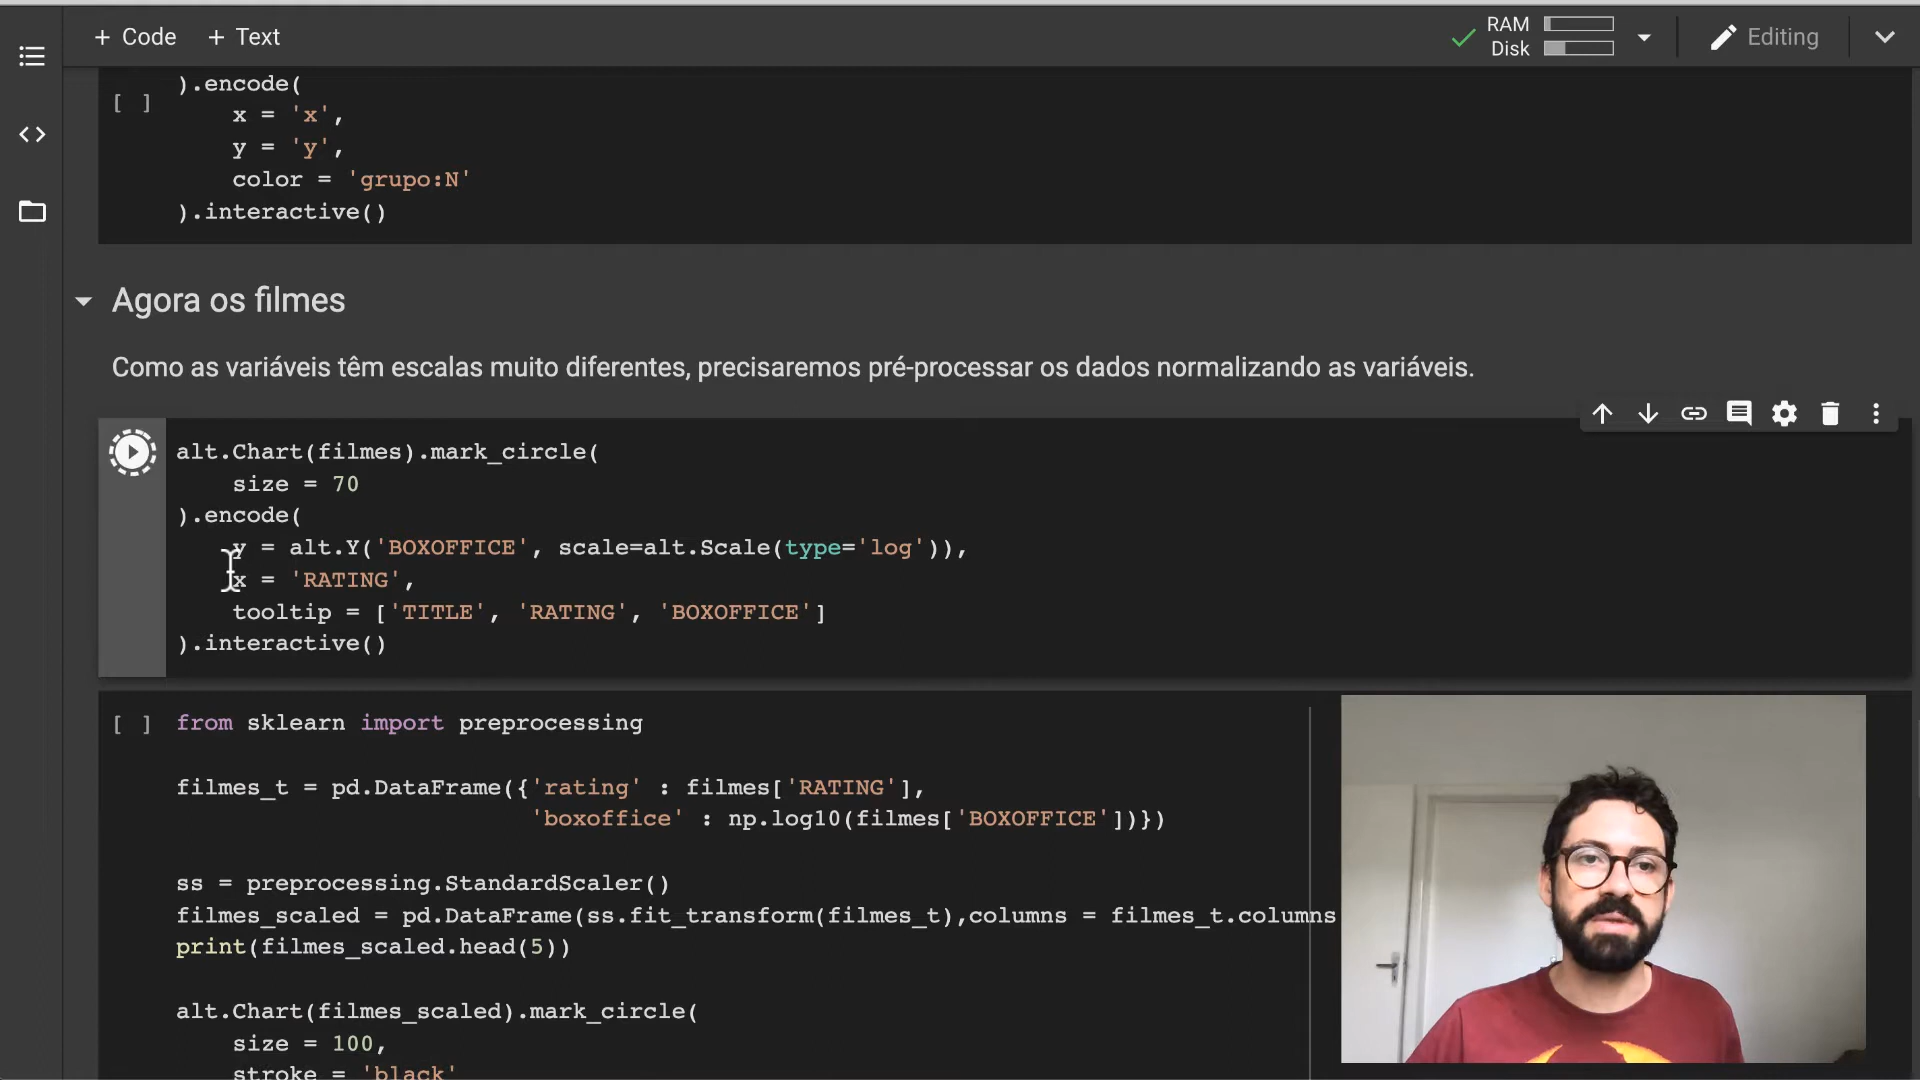 + Code + Text
RAM
Disk
Editing
).encode(
[ ]
x = 'x',
y = 'y',
color = 'grupo:N'
).interactive()
Agora os filmes
Como as variáveis têm escalas muito diferentes, precisaremos pré-processar os dados normalizando as variáveis.
alt.Chart(filmes).mark_circle(
size = 70
).encode(
y = alt.Y('BOXOFFICE', scale=alt.Scale(type='log')),
x = 'RATING',
tooltip = ['TITLE', 'RATING', 'BOXOFFICE']
).interactive()
[ ] from sklearn import preprocessing
filmes_t = pd.DataFrame({'rating' : filmes['RATING'],
'boxoffice' : np.log10(filmes['BOXOFFICE'])})
ss = preprocessing.StandardScaler()
filmes_scaled = pd.DataFrame(ss.fit_transform(filmes_t),columns = filmes_t.columns
print(filmes_scaled.head(5))
alt.Chart(filmes_scaled).mark_circle(
size = 100,
stroke = 'black'